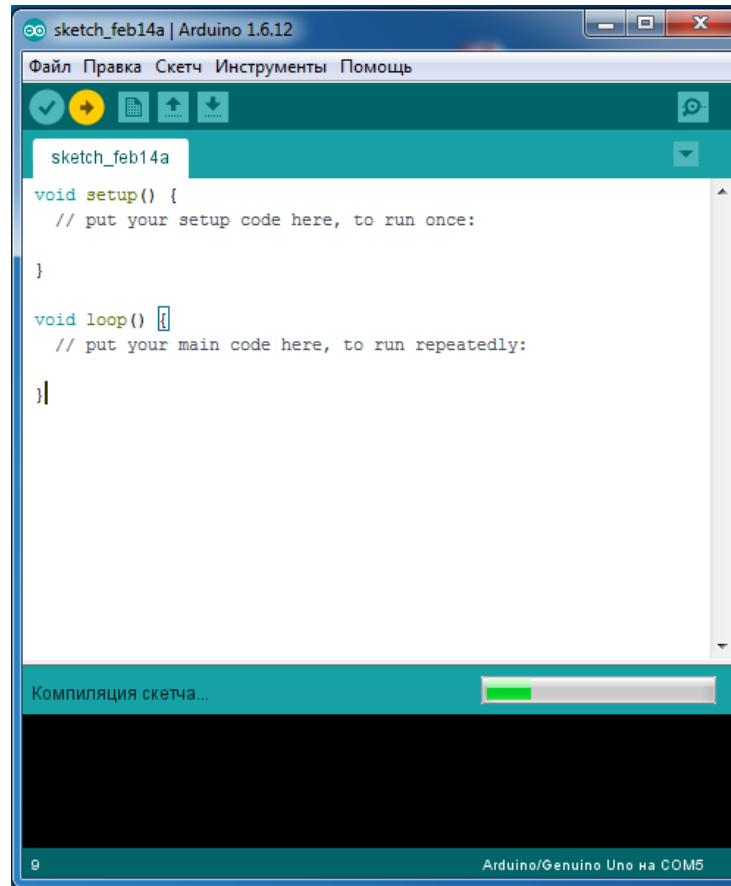 sketch_feb14a | Arduino 1.6.12
Файл Правка Скетч Инструменты Помощь
sketch_feb14a
void setup() {
  // put your setup code here, to run once:
}
void loop() {
  // put your main code here, to run repeatedly:
}
Компиляция скетча...
9 Arduino/Genuino Uno на COM5